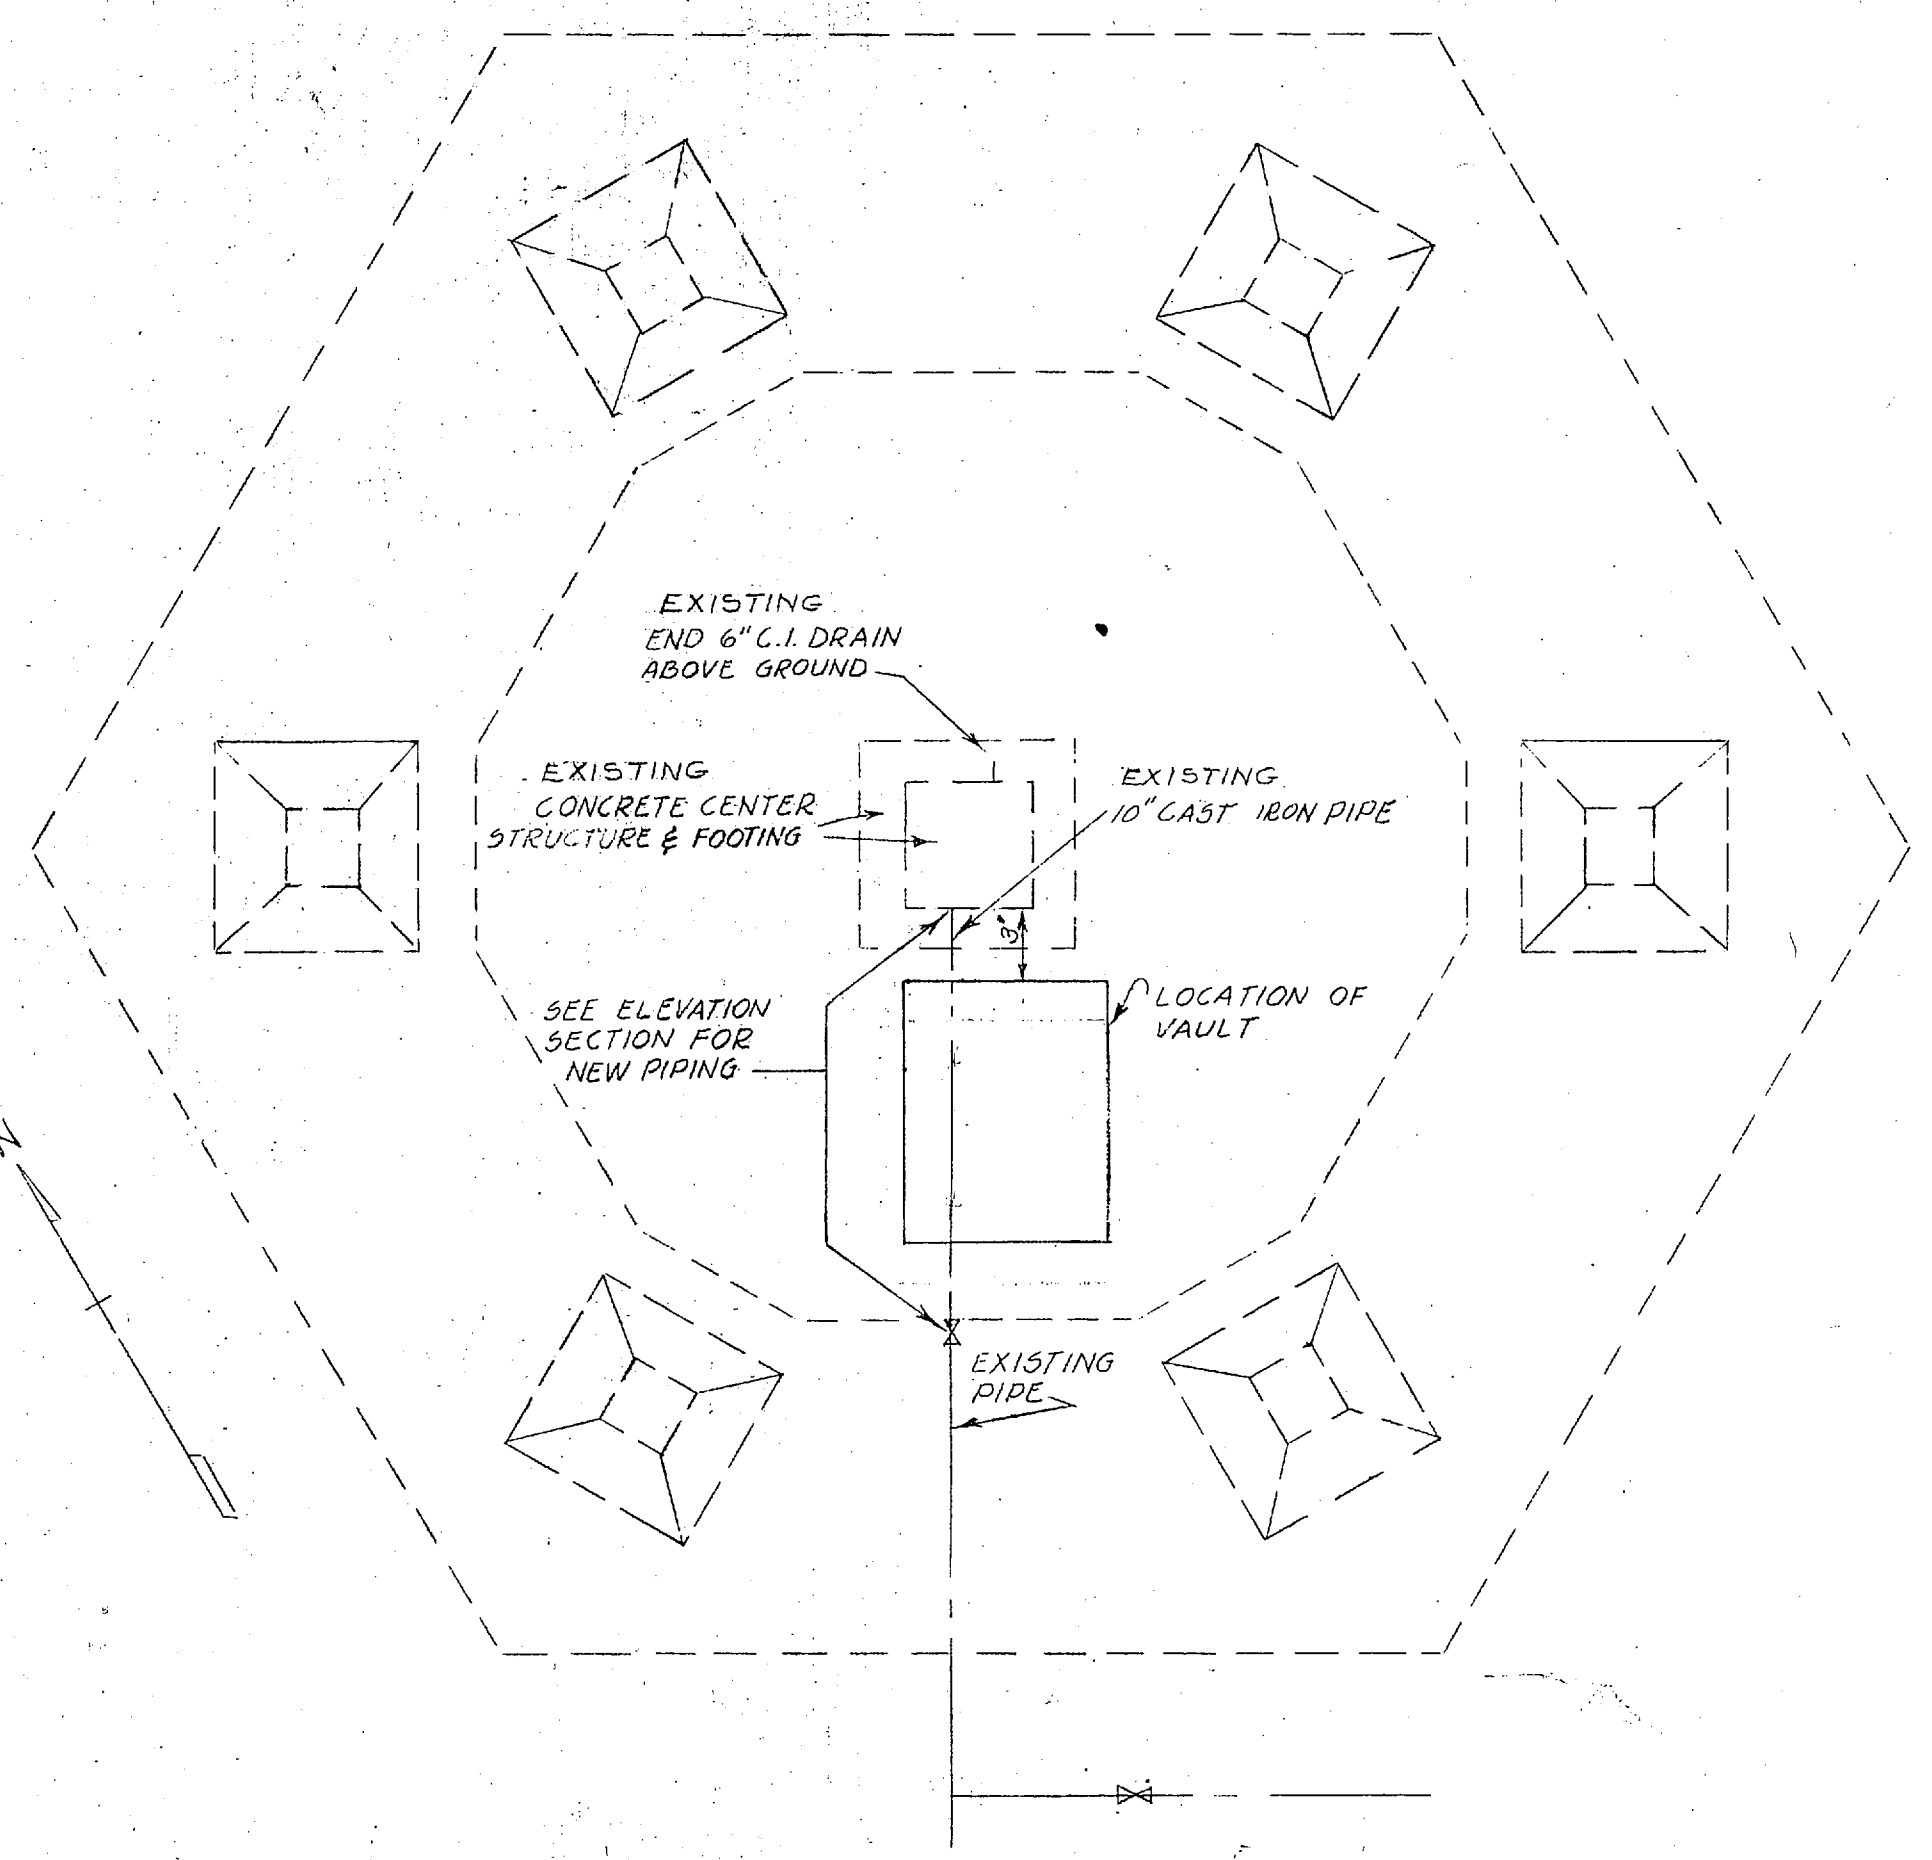 EXISTING
END 6" C.I. DRAIN
ABOVE GROUND
EXISTING
CONCRETE CENTER
STRUCTURE & FOOTING
EXISTING
10" CAST IRON PIPE
3'
SEE ELEVATION
SECTION FOR
NEW PIPING
LOCATION OF
VAULT
N
EXISTING
PIPE